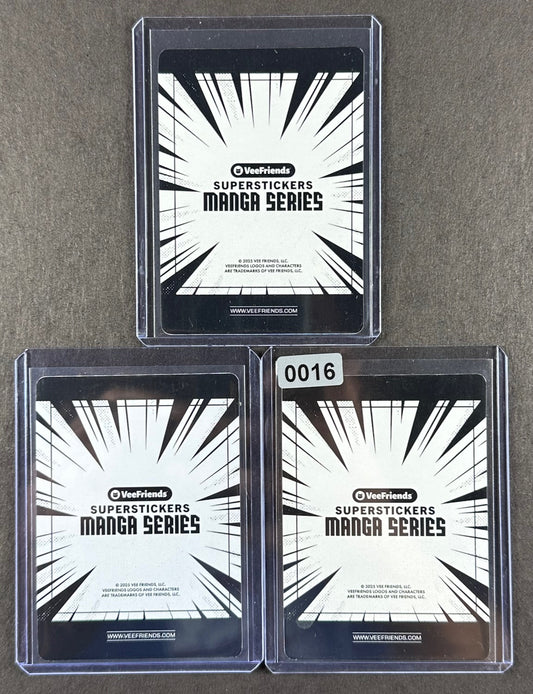 VeeFriends
SUPERSTICKERS
MANGA SERIES
© 2025 VEE FRIENDS, LLC.
VEEFRIENDS LOGOS AND CHARACTERS
ARE TRADEMARKS OF VEE FRIENDS, LLC.
WWW.VEEFRIENDS.COM
VeeFriends
SUPERSTICKERS
MANGA SERIES
© 2025 VEE FRIENDS, LLC.
VEEFRIENDS LOGOS AND CHARACTERS
ARE TRADEMARKS OF VEE FRIENDS, LLC.
WWW.VEEFRIENDS.COM
0016
VeeFriends
SUPERSTICKERS
MANGA SERIES
© 2025 VEE FRIENDS, LLC.
VEEFRIENDS LOGOS AND CHARACTERS
ARE TRADEMARKS OF VEE FRIENDS, LLC.
WWW.VEEFRIENDS.COM